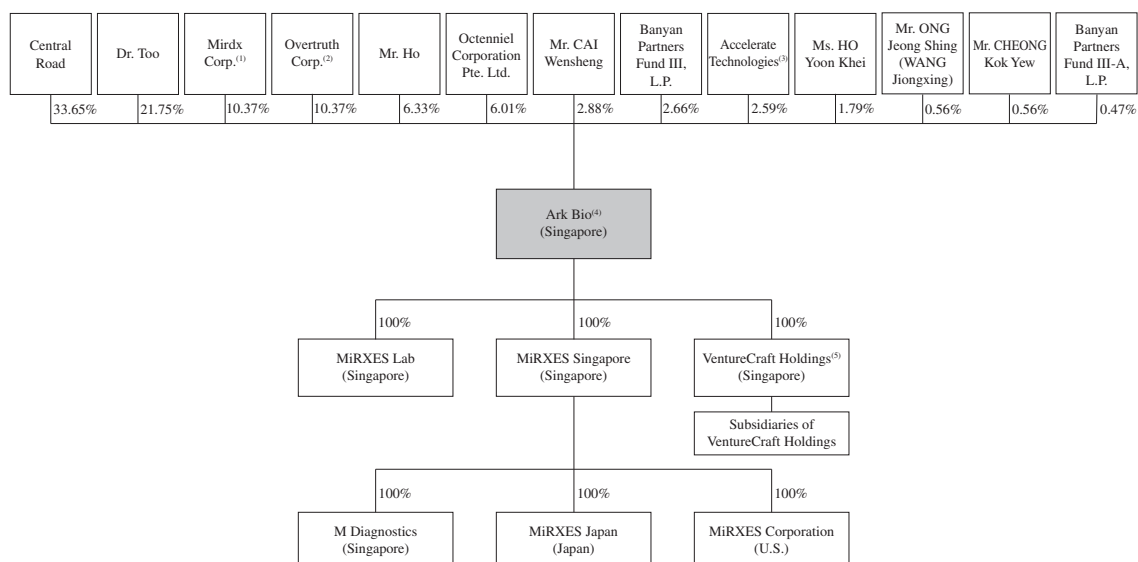 Central
Road
Dr. Too
Mirdx
Corp.(1)
Overtruth
Corp.(2)
Mr. Ho
Octenniel
Corporation
Pte. Ltd.
Mr. CAI
Wensheng
Banyan
Partners
Fund III,
L.P.
Accelerate
Technologies(3)
Ms. HO
Yoon Khei
Mr. ONG
Jeong Shing
(WANG
Jiongxing)
Mr. CHEONG
Kok Yew
Banyan
Partners
Fund III-A,
L.P.
33.65%
21.75%
10.37%
10.37%
6.33%
6.01%
2.88%
2.66%
2.59%
1.79%
0.56%
0.56%
0.47%
Ark Bio(4)
(Singapore)
100%
100%
100%
MiRXES Lab
(Singapore)
MiRXES Singapore
(Singapore)
VentureCraft Holdings(5)
(Singapore)
Subsidiaries of
VentureCraft Holdings
100%
100%
100%
M Diagnostics
(Singapore)
MiRXES Japan
(Japan)
MiRXES Corporation
(U.S.)